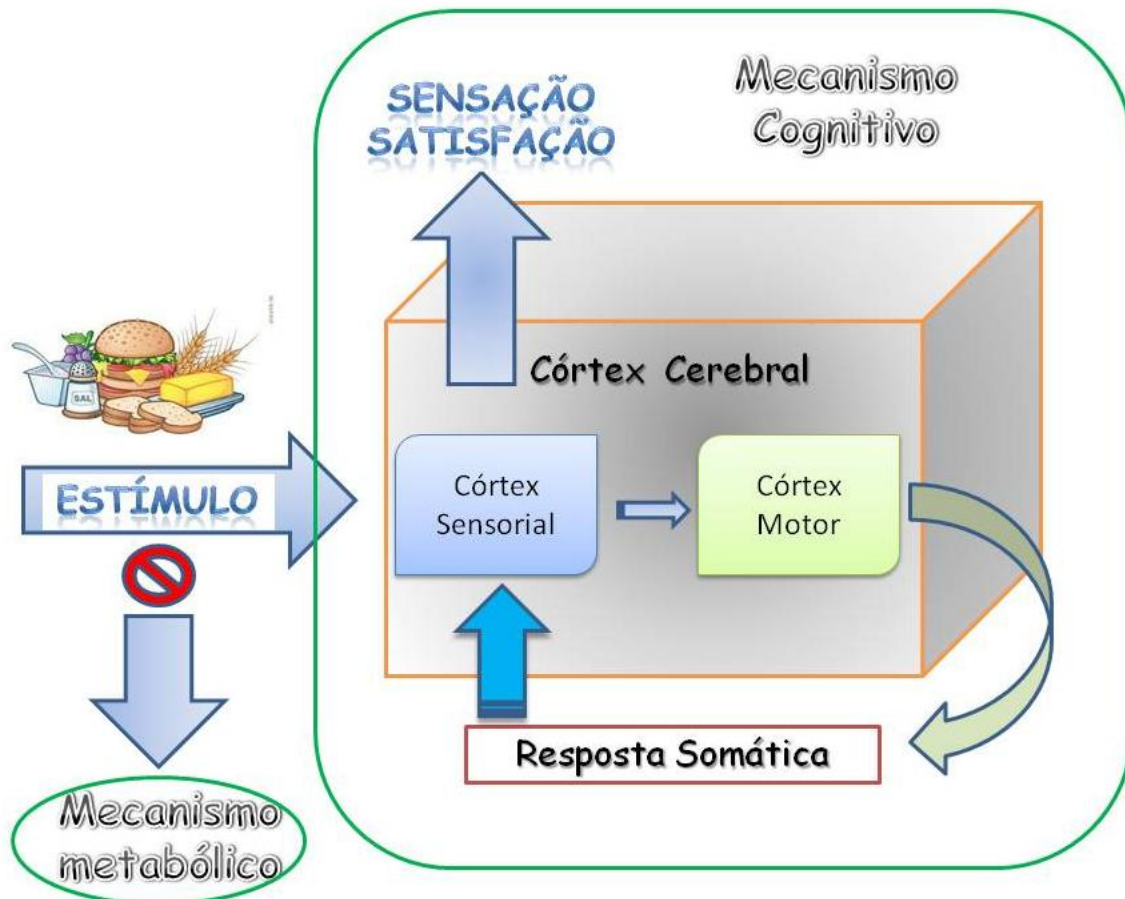 SENSAÇÃO
SATISFAÇÃO
Mecanismo
Cognitivo
Córtex Cerebral
SAL
ESTÍMULO
Córtex
Sensorial
Córtex
Motor
Resposta Somática
Mecanismo
metabólico